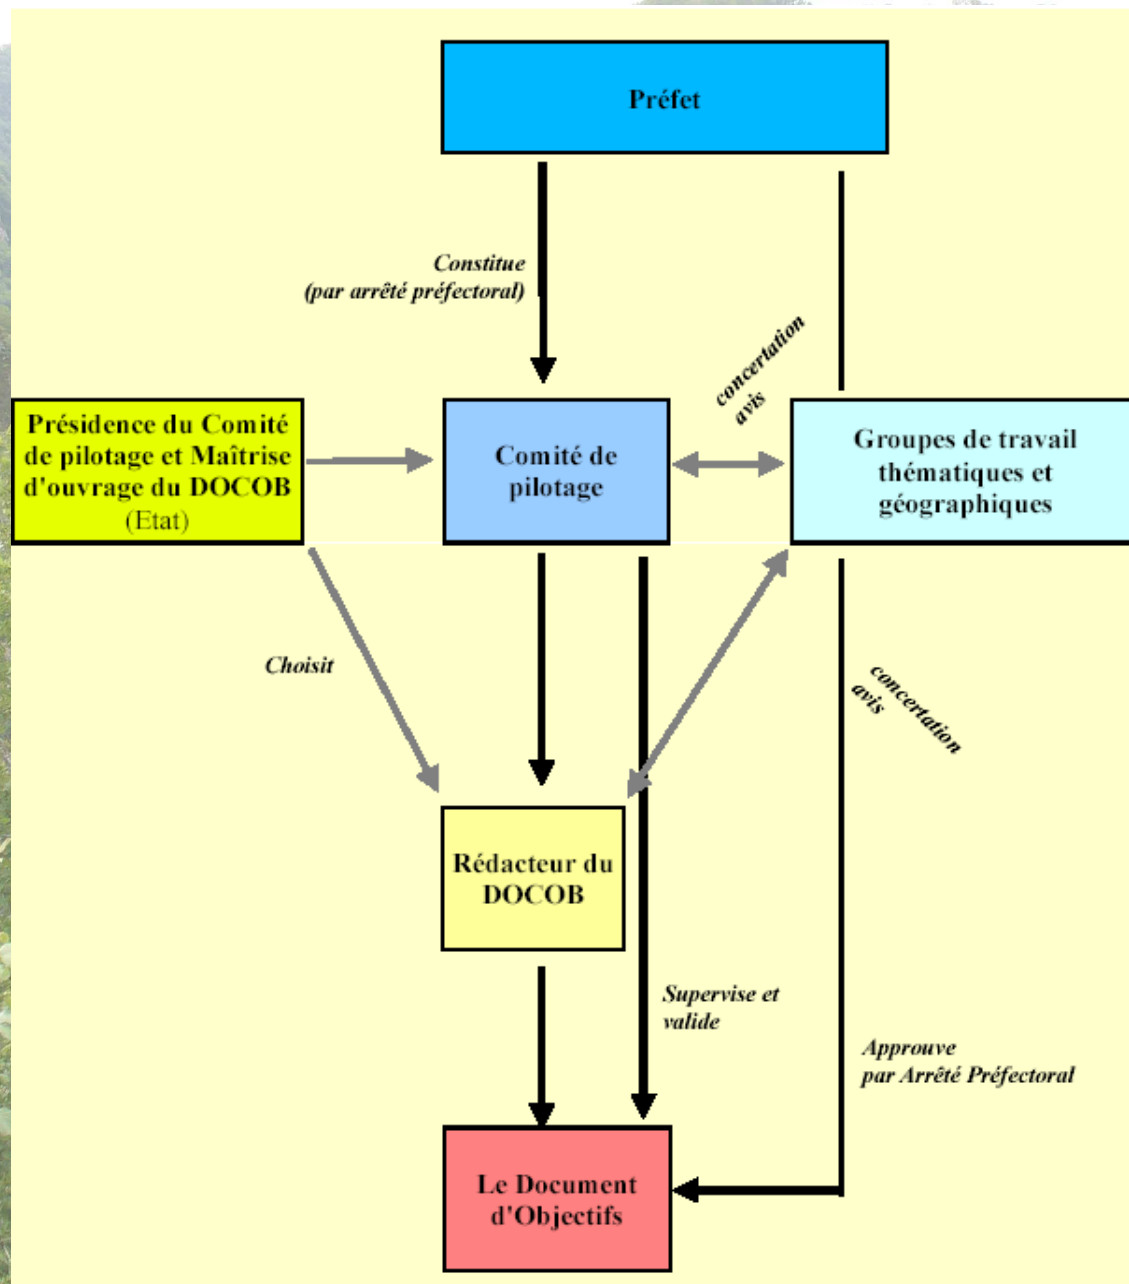 Préfet
Constitue
(par arrêté préfectoral)
concertation
avis
Présidence du Comité
de pilotage et Maîtrise
d'ouvrage du DOCOB
(Etat)
Comité de
pilotage
Groupes de travail
thématiques et
géographiques
Choisit
concertation
avis
Rédacteur du
DOCOB
Supervise et
valide
Approuve
par Arrêté Préfectoral
Le Document
d'Objectifs